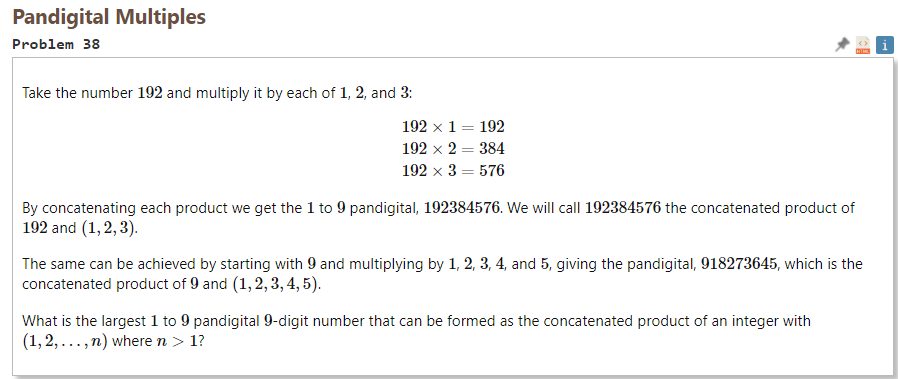 Pandigital Multiples
Problem 38
HTML
i
Take the number 192 and multiply it by each of 1, 2, and 3:
192 × 1 = 192
192 × 2 = 384
192 × 3 = 576
By concatenating each product we get the 1 to 9 pandigital, 192384576. We will call 192384576 the concatenated product of
192 and (1, 2, 3).
The same can be achieved by starting with 9 and multiplying by 1, 2, 3, 4, and 5, giving the pandigital, 918273645, which is the
concatenated product of 9 and (1, 2, 3, 4, 5).
What is the largest 1 to 9 pandigital 9-digit number that can be formed as the concatenated product of an integer with
(1, 2, . . . , n) where n > 1?